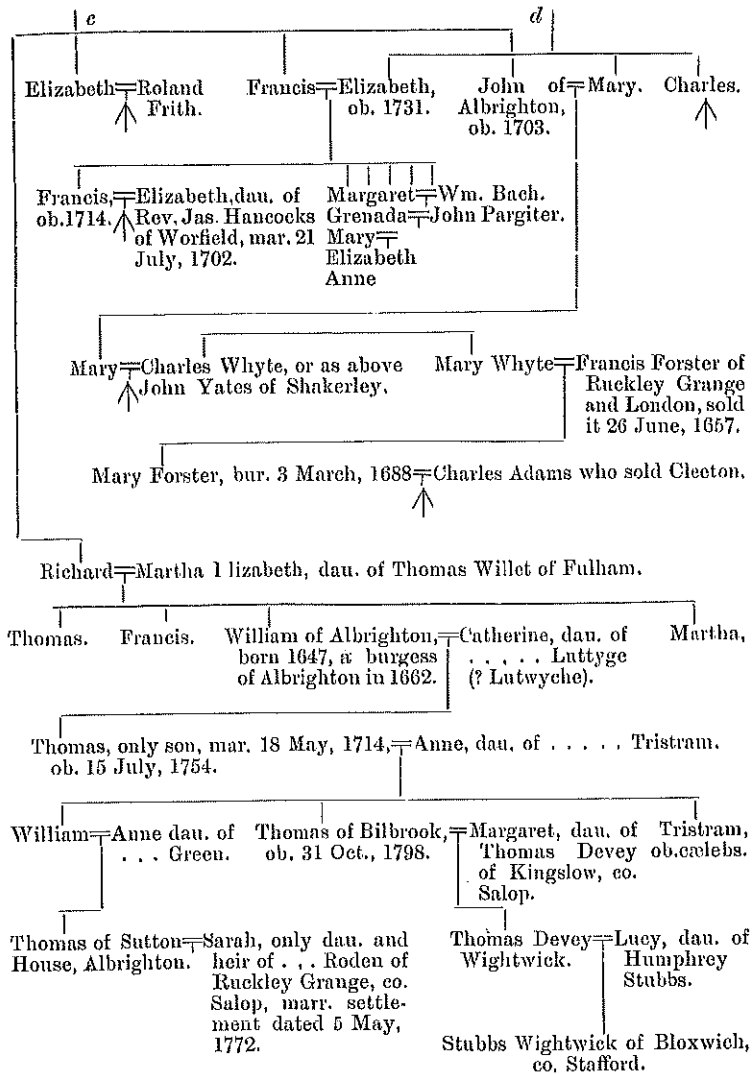 c d
Elizabeth Roland Francis Elizabeth, John of Mary. Charles.
Frith. ob. 1731. Albrighton,
ob. 1703.
Francis, Elizabeth, dau. of Margaret Wm. Bach.
ob. 1714. Rev. Jas. Hancocks Grenada John Pargiter.
of Worfield, mar. 21 Mary
July, 1702. Elizabeth
Anne
Mary Charles Whyte, or as above Mary Whyte Francis Forster of
John Yates of Shakerley. Ruckley Grange
and London, sold
it 26 June, 1657.
Mary Forster, bur. 3 March, 1688 Charles Adams who sold Cleeton.
Richard Martha l lizabeth, dau. of Thomas Willet of Fulham.
Thomas. Francis. William of Albrighton, Catherine, dau. of Martha,
born 1647, a burgess . . . . . Luttyge
of Albrighton in 1662. (? Lutwyche).
Thomas, only son, mar. 18 May, 1714, Anne, dau. of . . . . . Tristram.
ob. 15 July, 1754.
William Anne dau. of Thomas of Bilbrook, Margaret, dau. of Tristram,
. . . Green. ob. 31 Oct., 1798. Thomas Devey ob. cælebs.
of Kingslow, co.
Salop.
Thomas of Sutton Sarah, only dau. and Thomas Devey Lucy, dau. of
House, Albrighton. heir of . . . Roden of Wightwick. Humphrey
Ruckley Grange, co. Stubbs.
Salop, marr. settle-
ment dated 5 May,
1772. Stubbs Wightwick of Bloxwich,
co. Stafford.